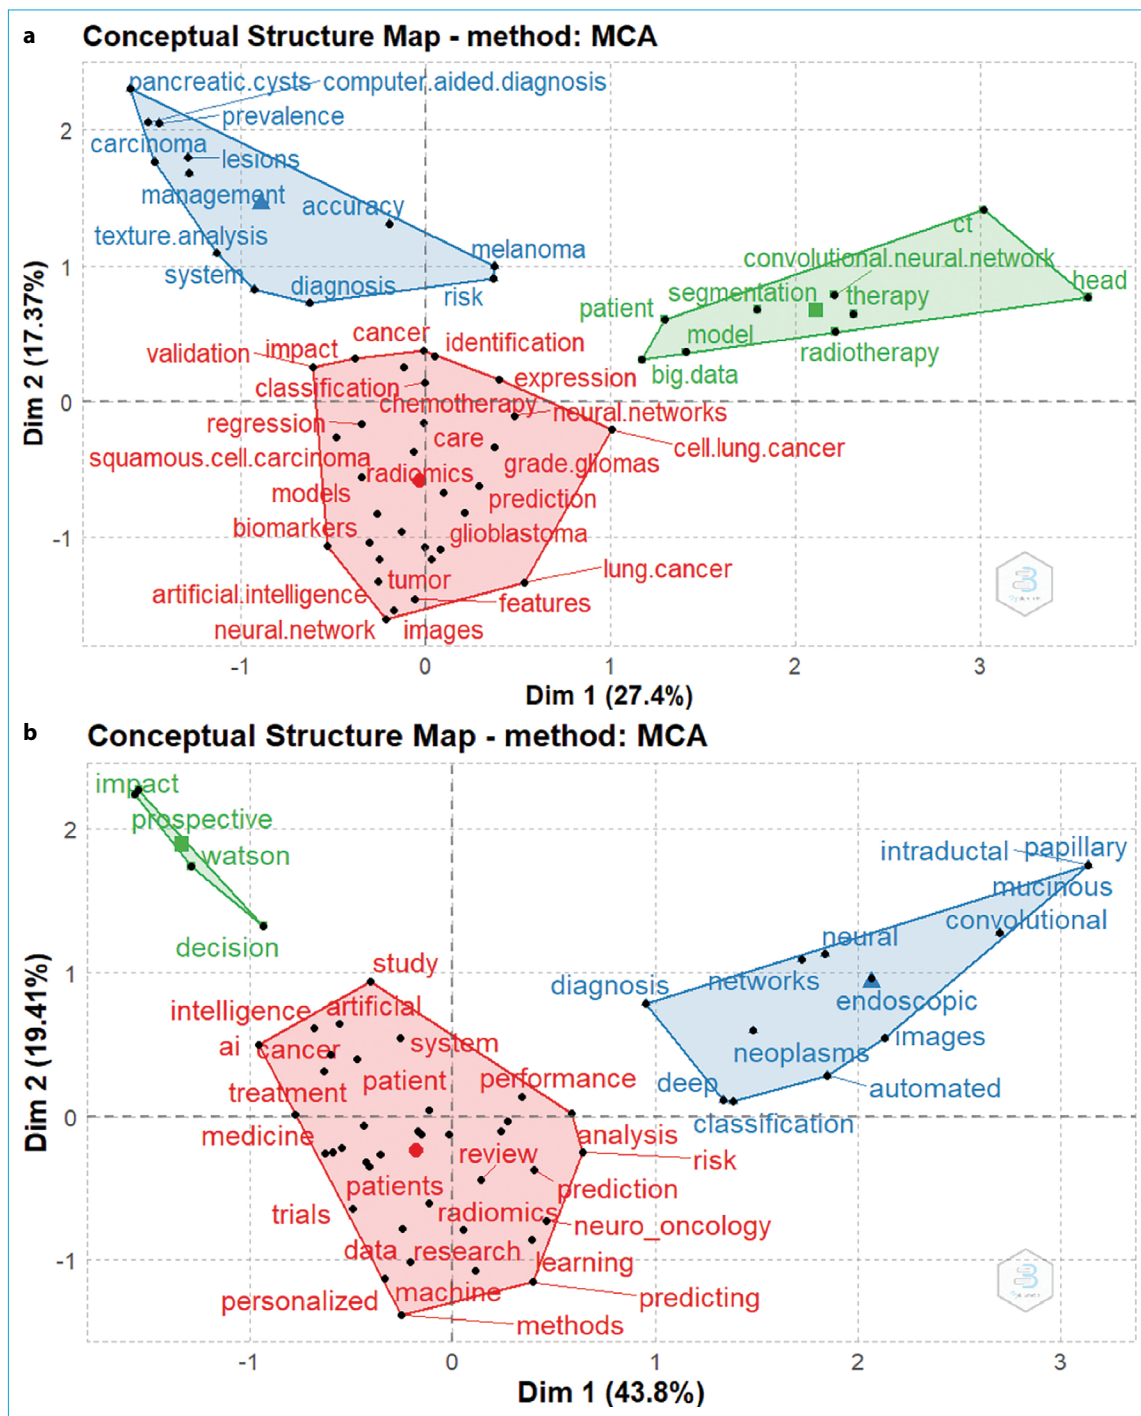 a
Conceptual Structure Map - method: MCA
pancreatic.cysts
computer.aided.diagnosis
prevalence
carcinoma
lesions
management
accuracy
texture.analysis
melanoma
system
diagnosis
risk
ct
convolutional.neural.network
head
segmentation
therapy
patient
model
radiotherapy
big.data
cancer
identification
validation
impact
classification
expression
chemotherapy
neural.networks
regression
care
cell.lung.cancer
squamous.cell.carcinoma
grade.gliomas
radiomics
models
prediction
biomarkers
glioblastoma
tumor
lung.cancer
artificial.intelligence
features
neural.network
images
2
1
0
-1
Dim 2 (17.37%)
-1 0 1 2 3
Dim 1 (27.4%)
b
Conceptual Structure Map - method: MCA
impact
prospective
watson
decision
intraductal
papillary
mucinous
convolutional
neural
diagnosis
networks
endoscopic
images
neoplasms
deep
automated
classification
study
intelligence
artificial
ai
cancer
system
treatment
patient
performance
medicine
analysis
review
risk
patients
prediction
trials
radiomics
neuro_oncology
data
research
learning
personalized
machine
predicting
methods
2
1
0
-1
Dim 2 (19.41%)
-1 0 1 2 3
Dim 1 (43.8%)